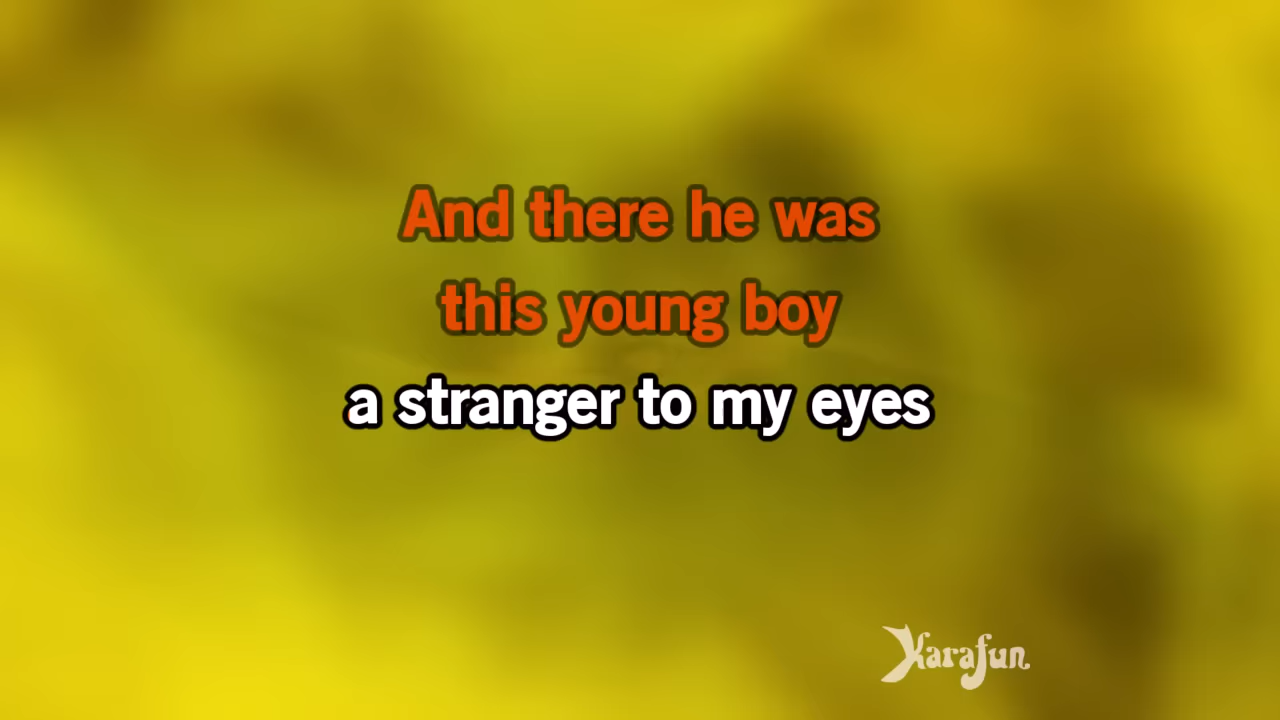 And there he was
this young boy
a stranger to my eyes
Karafun